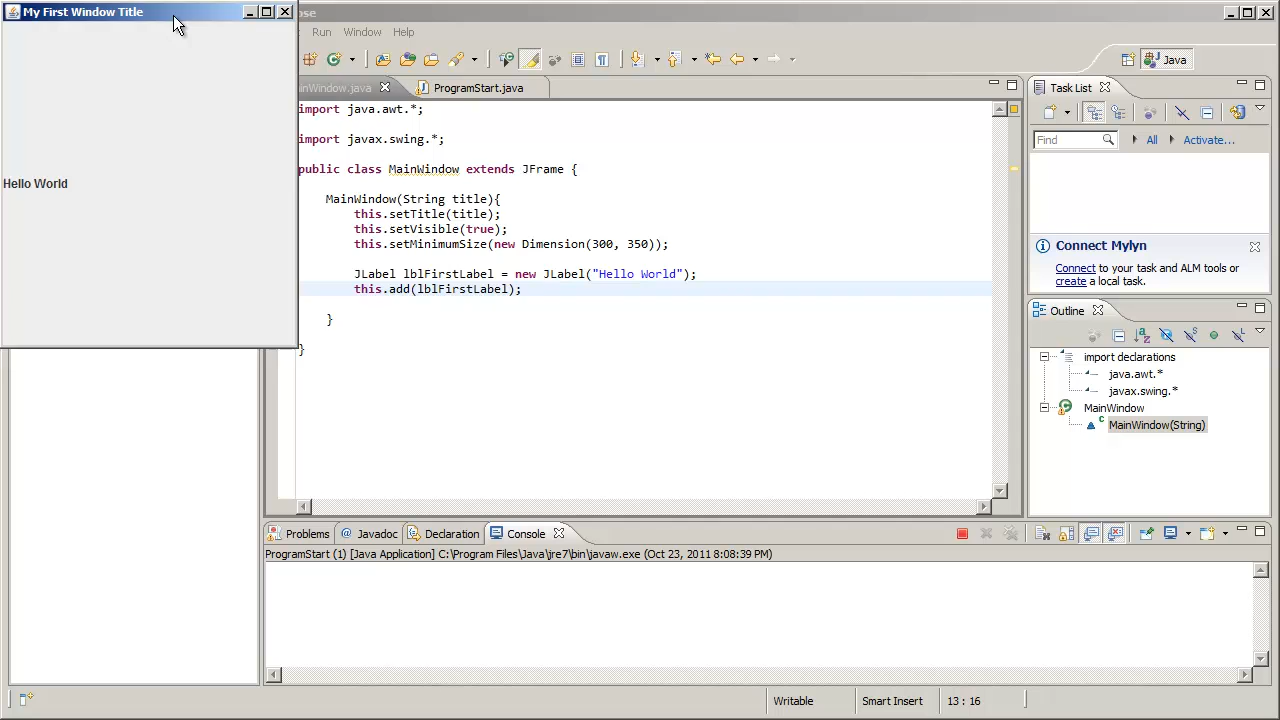 My First Window Title
ose
Run Window Help
Java
inWindow.java
ProgramStart.java
Task List
Find
All
Activate...
Hello World
import java.awt.*;
import javax.swing.*;
public class MainWindow extends JFrame {
MainWindow(String title){
this.setTitle(title);
this.setVisible(true);
this.setMinimumSize(new Dimension(300, 350));
JLabel lblFirstLabel = new JLabel("Hello World");
this.add(lblFirstLabel);
}
}
Connect Mylyn
Connect to your task and ALM tools or
create a local task.
Outline
import declarations
java.awt.*
javax.swing.*
MainWindow
MainWindow(String)
Problems
Javadoc
Declaration
Console
ProgramStart (1) [Java Application] C:\Program Files\Java\jre7\bin\javaw.exe (Oct 23, 2011 8:08:39 PM)
Writable
Smart Insert
13 : 16